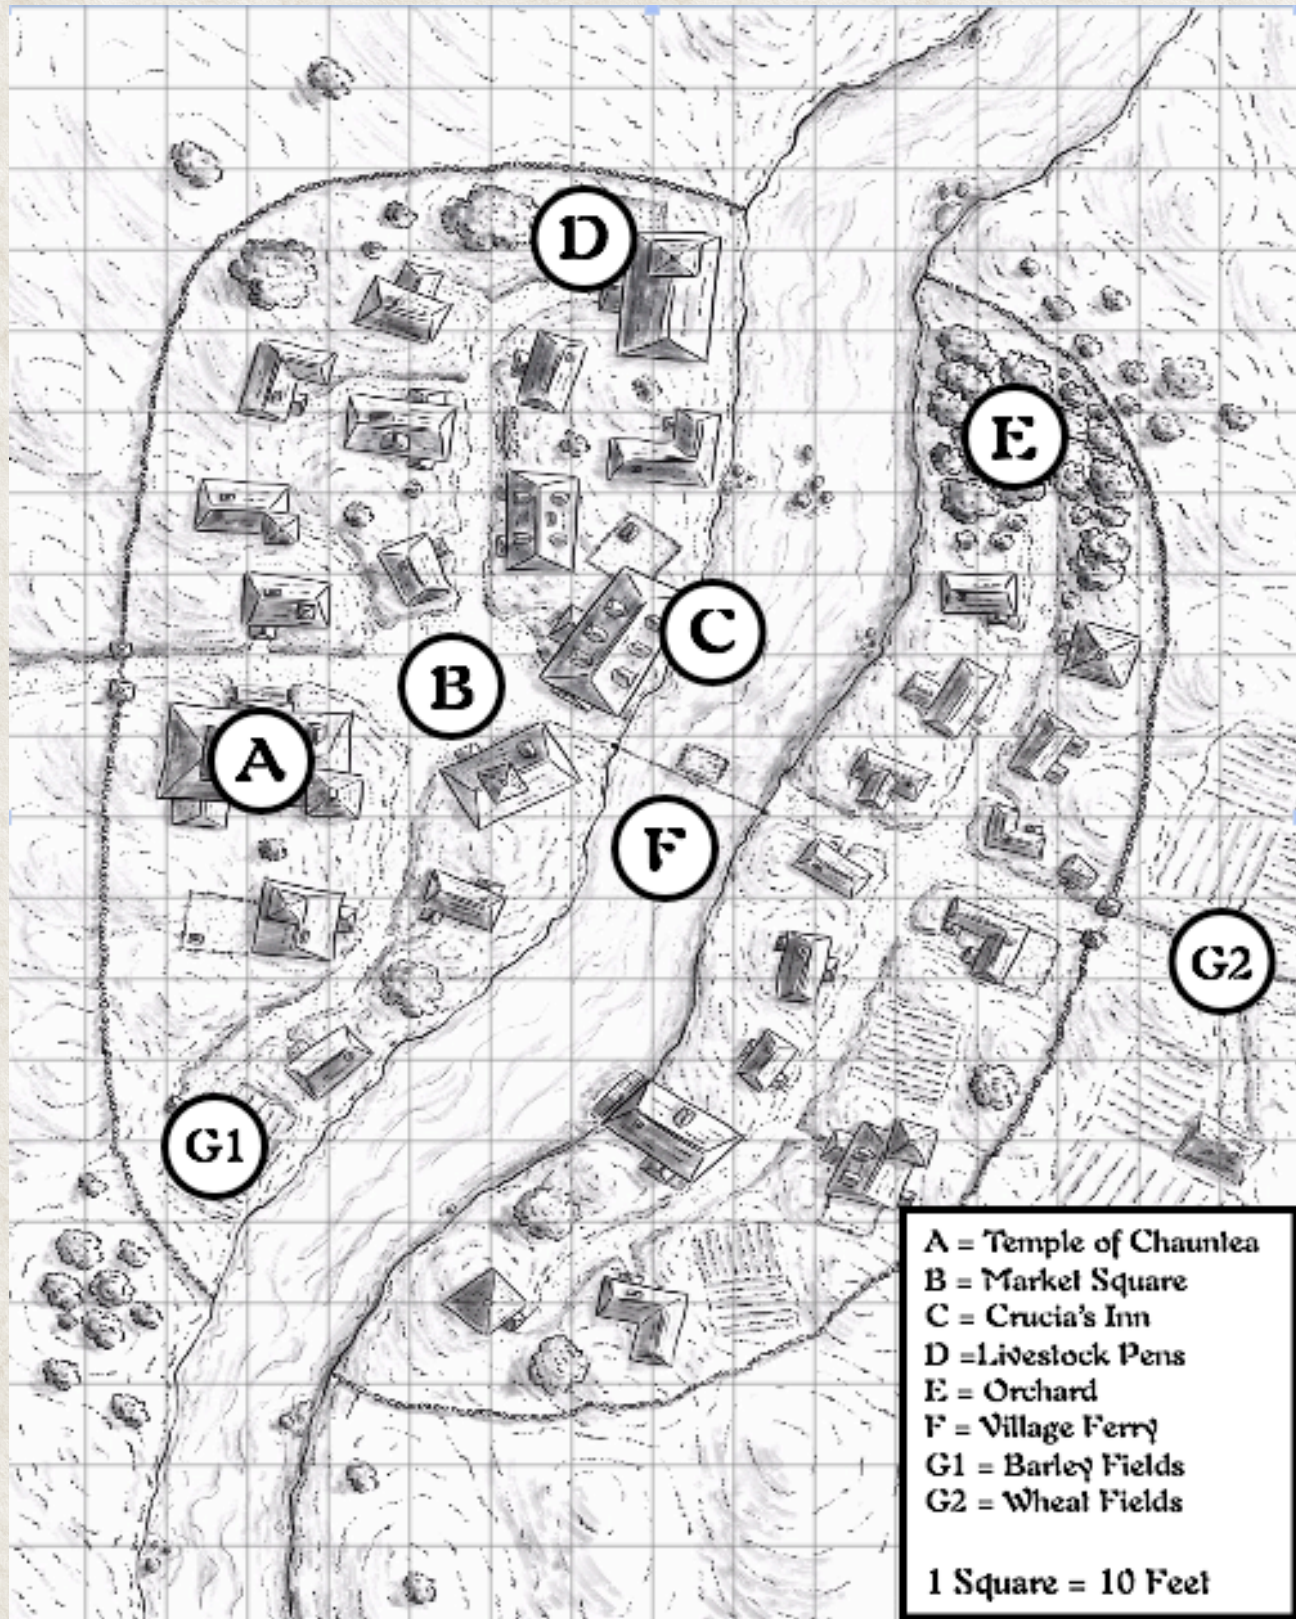 D
E
C
B
A
F
G2
G1
A = Temple of Chauntea
B = Market Square
C = Crucia's Inn
D =Livestock Pens
E = Orchard
F = Village Ferry
G1 = Barley Fields
G2 = Wheat Fields
1 Square = 10 Feet